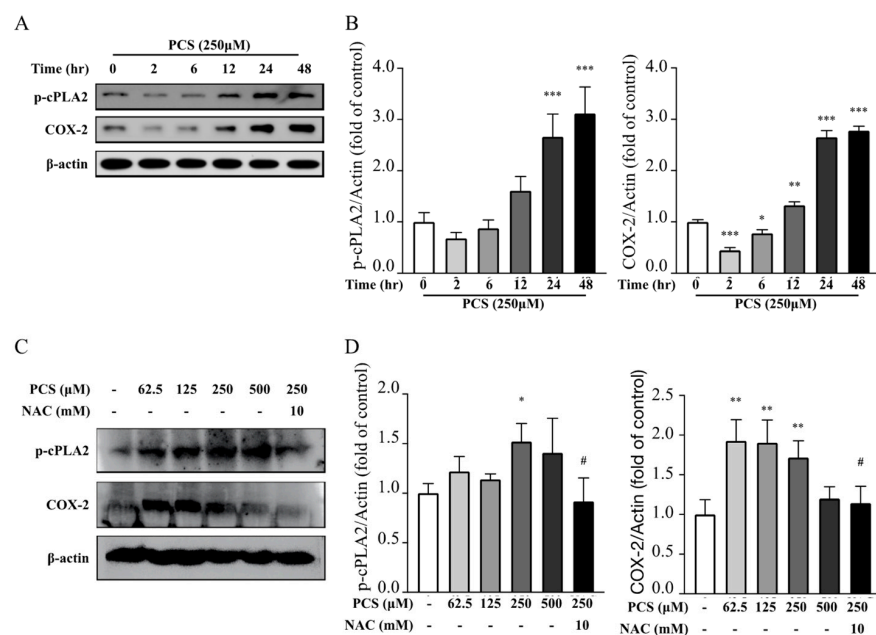 A
PCS (250μM)
Time (hr) 0 2 6 12 24 48
p-cPLA2
COX-2
β-actin
B
p-cPLA2/Actin (fold of control)
4.0
3.0
2.0
1.0
0.0
*** ***
Time (hr) 0 2 6 12 24 48
PCS (250μM)
COX-2/Actin (fold of control)
4.0
3.0
2.0
1.0
0.0
*** * ** *** ***
Time (hr) 0 2 6 12 24 48
PCS (250μM)
C
PCS (μM) - 62.5 125 250 500 250
NAC (mM) - - - - - 10
p-cPLA2
COX-2
β-actin
D
p-cPLA2/Actin (fold of control)
2.0
1.5
1.0
0.5
0.0
* #
PCS (μM) - 62.5 125 250 500 250
NAC (mM) - - - - - 10
COX-2/Actin (fold of control)
2.5
2.0
1.5
1.0
0.5
0.0
** ** ** #
PCS (μM) - 62.5 125 250 500 250
NAC (mM) - - - - - 10